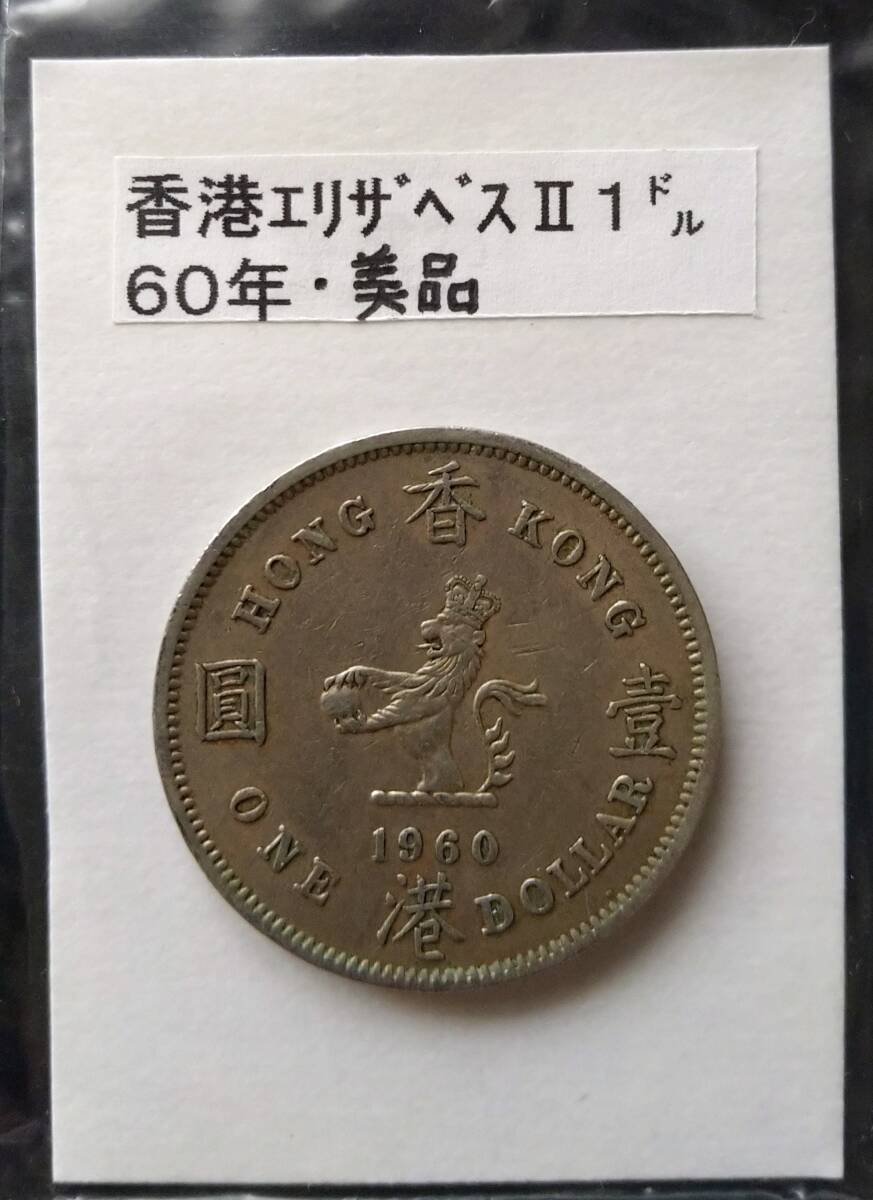 香港ｴﾘｻﾞﾍﾞｽⅡ1㌦
60年・美品
香
HONG KONG
圓 壹
1960
港
ONE DOLLAR